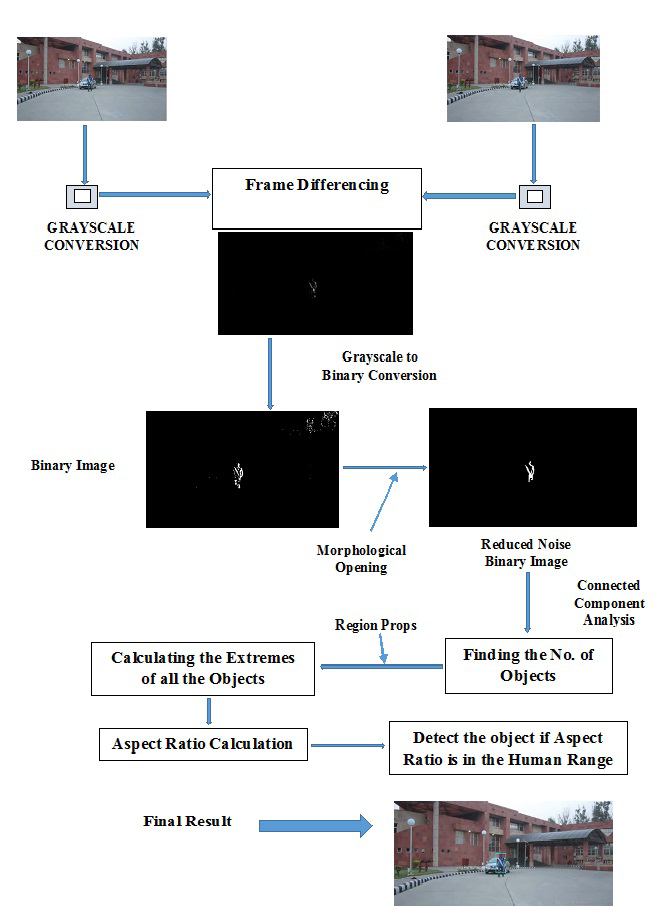 Frame Differencing
GRAYSCALE
CONVERSION
GRAYSCALE
CONVERSION
Grayscale to
Binary Conversion
Binary Image
Morphological
Opening
Reduced Noise
Binary Image
Connected
Component
Analysis
Region Props
Finding the No. of
Objects
Calculating the Extremes
of all the Objects
Aspect Ratio Calculation
Detect the object if Aspect
Ratio is in the Human Range
Final Result